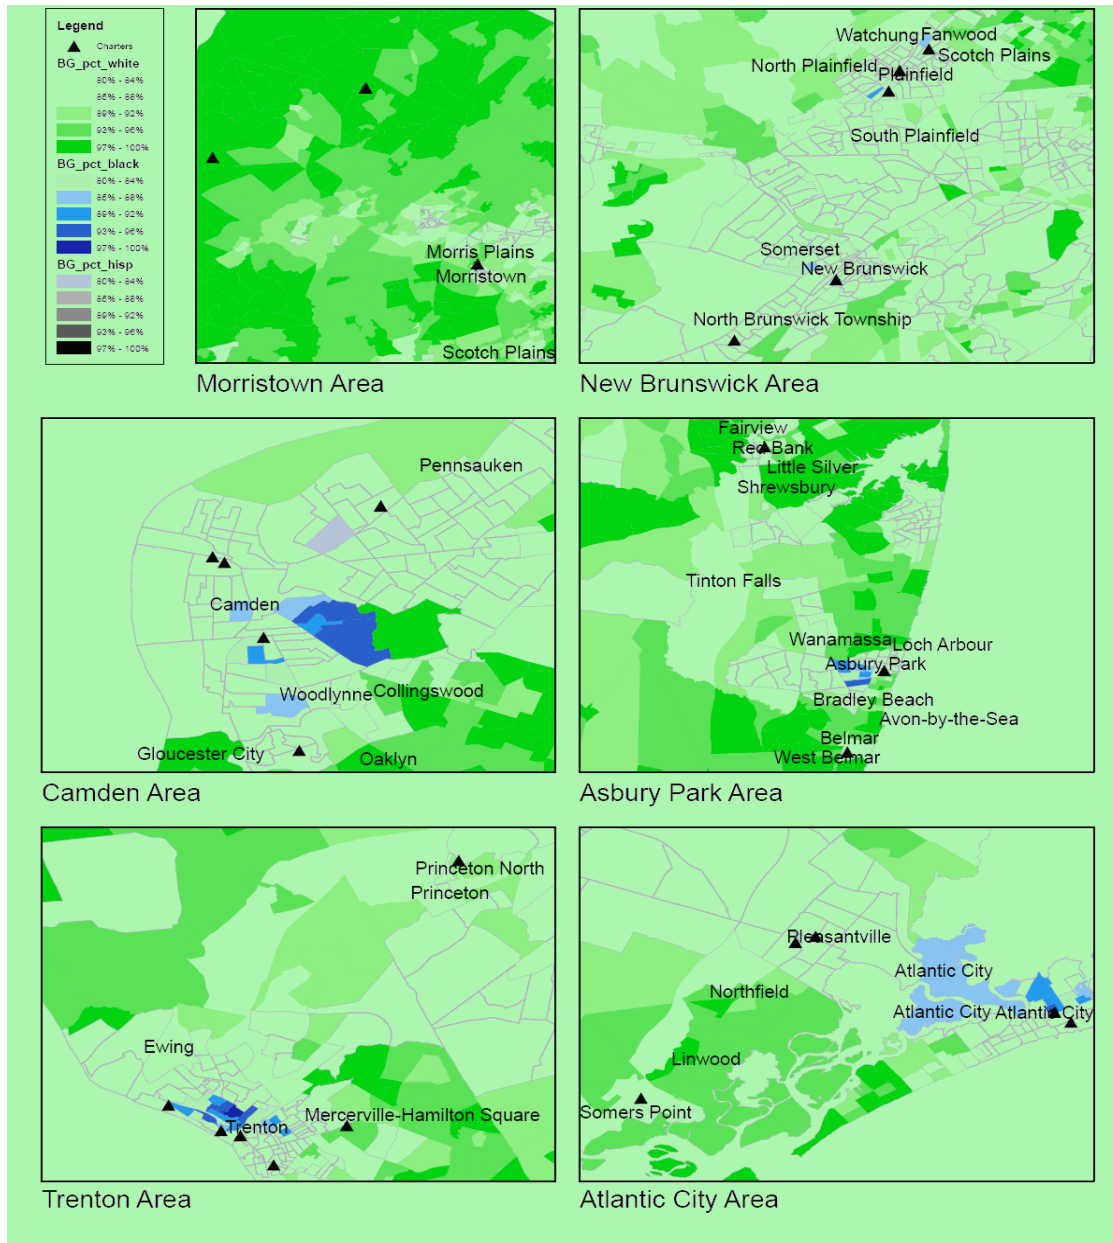 Legend
Charters
BG_pct_white
80% - 84%
85% - 88%
89% - 92%
93% - 96%
97% - 100%
BG_pct_black
80% - 84%
85% - 88%
89% - 92%
93% - 96%
97% - 100%
BG_pct_hisp
80% - 84%
85% - 88%
89% - 92%
93% - 96%
97% - 100%
Morris Plains
Morristown
Scotch Plains
Morristown Area
Watchung Fanwood
Scotch Plains
North Plainfield
Plainfield
South Plainfield
Somerset
New Brunswick
North Brunswick Township
New Brunswick Area
Pennsauken
Camden
Woodlynne Collingswood
Gloucester City
Oaklyn
Camden Area
Fairview
Red Bank
Little Silver
Shrewsbury
Tinton Falls
Wanamassa Loch Arbour
Asbury Park
Bradley Beach
Avon-by-the-Sea
Belmar
West Belmar
Asbury Park Area
Princeton North
Princeton
Ewing
Mercerville-Hamilton Square
Trenton
Trenton Area
Pleasantville
Atlantic City
Northfield
Atlantic City Atlantic City
Linwood
Somers Point
Atlantic City Area